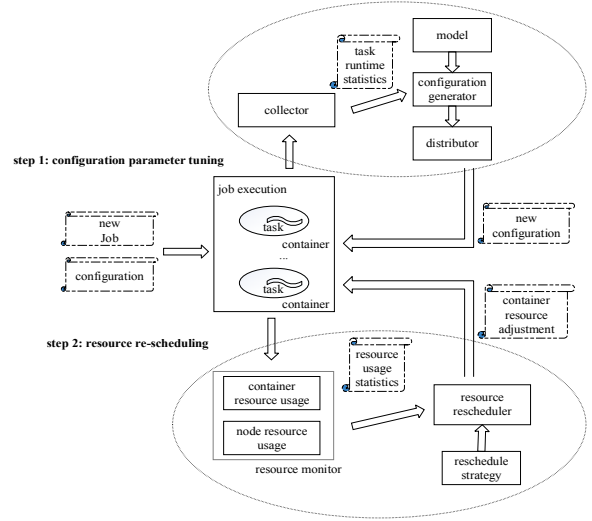 model
task
runtime
statistics
configuration
generator
collector
distributor
step 1: configuration parameter tuning
job execution
new
Job
task
container
new
configuration
...
configuration
task
container
container
resource
adjustment
step 2: resource re-scheduling
resource
usage
statistics
container
resource usage
resource
rescheduler
node resource
usage
resource monitor
reschedule
strategy